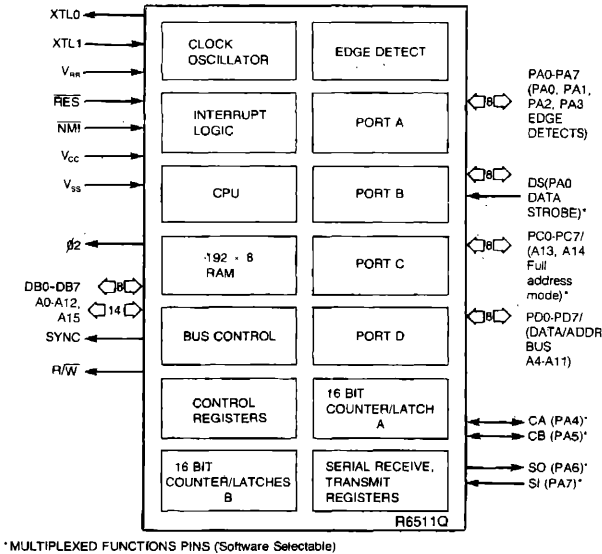 XTL0
XTL1
VRR
RES
NMI
VCC
VSS
ø2
DB0-DB7
8
A0-A12,
A15
14
SYNC
R/W
CLOCK
OSCILLATOR
EDGE DETECT
INTERRUPT
LOGIC
PORT A
CPU
PORT B
192 × 8
RAM
PORT C
BUS CONTROL
PORT D
CONTROL
REGISTERS
16 BIT
COUNTER/LATCH
A
16 BIT
COUNTER/LATCHES
B
SERIAL RECEIVE,
TRANSMIT
REGISTERS
R6511Q
8
PA0-PA7
(PA0, PA1,
PA2, PA3
EDGE
DETECTS)
8
DS(PA0
DATA
STROBE)*
8
PC0-PC7/
(A13, A14
Full
address
mode)*
8
PD0-PD7/
(DATA/ADDR
BUS
A4-A11)
CA (PA4)*
CB (PA5)*
SO (PA6)*
SI (PA7)*
*MULTIPLEXED FUNCTIONS PINS (Software Selectable)